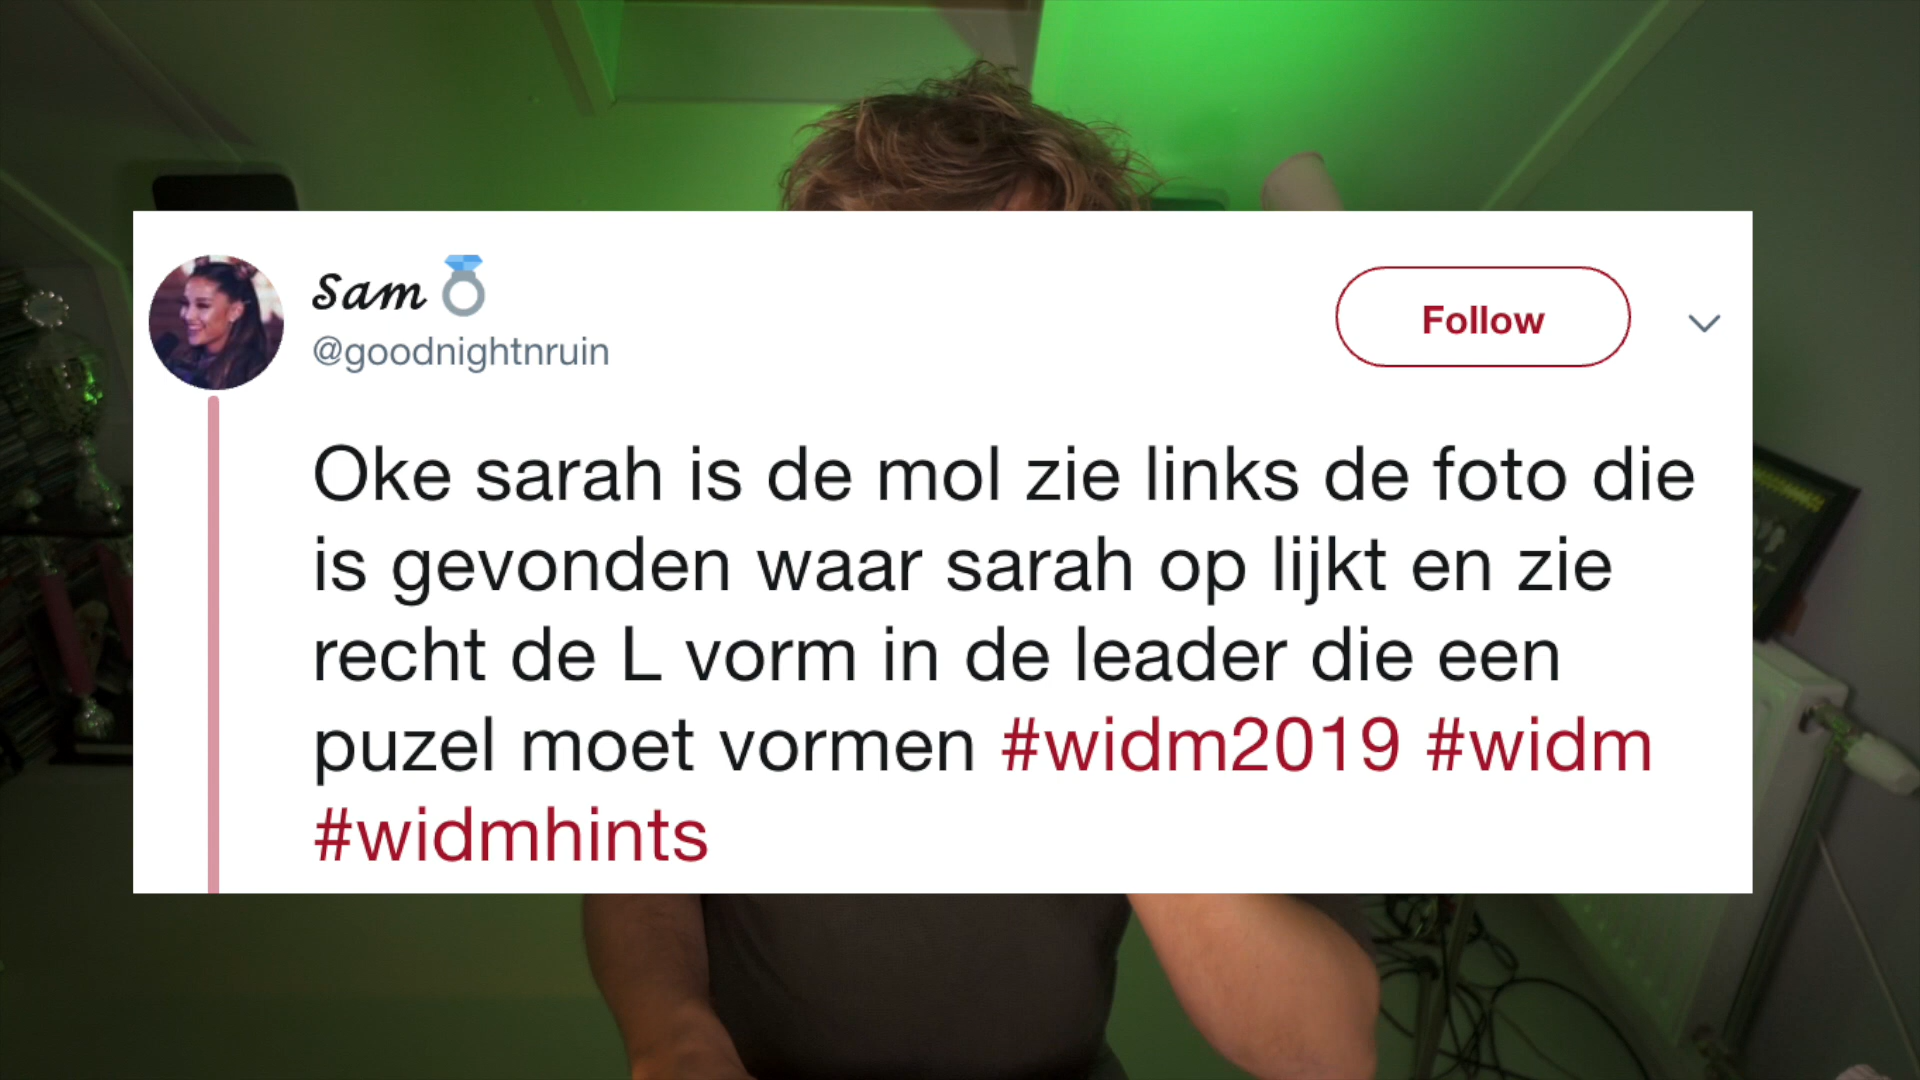 Sam 💍
@goodnightnruin
Follow
Oke sarah is de mol zie links de foto die
is gevonden waar sarah op lijkt en zie
recht de L vorm in de leader die een
puzel moet vormen #widm2019 #widm
#widmhints